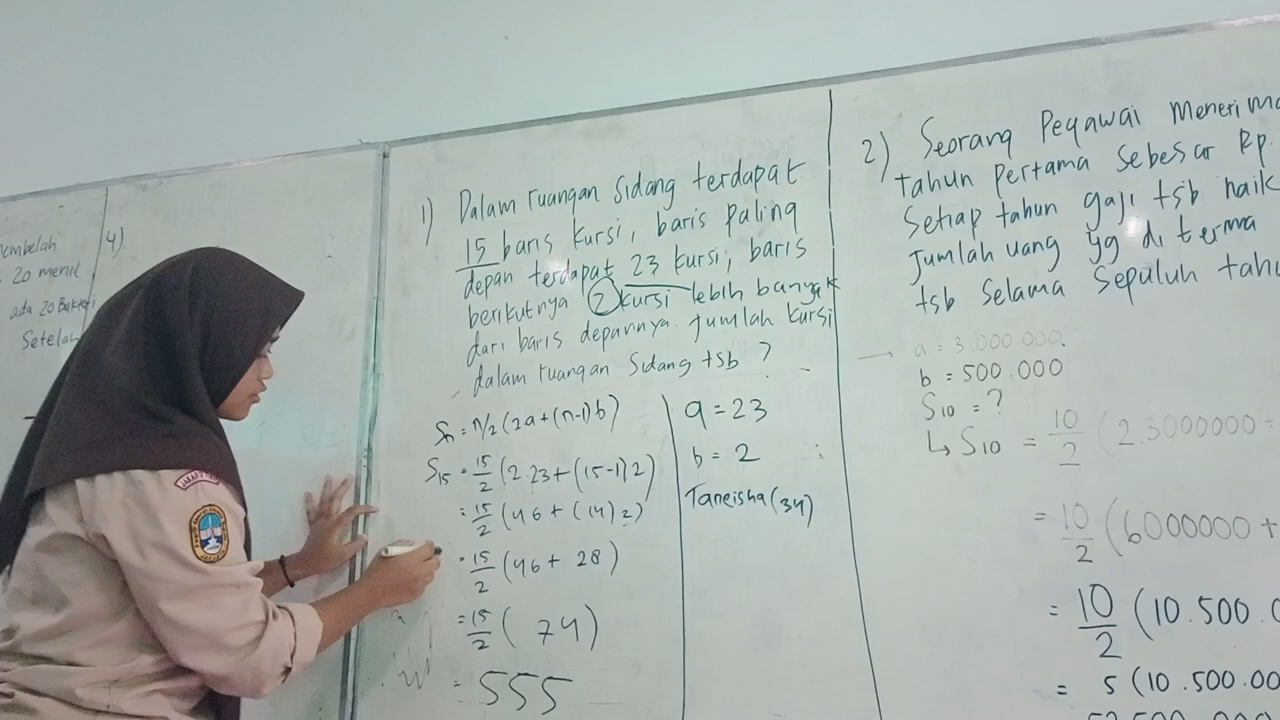 4).
20 menit
Setelah
1) Dalam ruangan sidang terdapat
15 baris kursi, baris paling
depan terdapat 23 kursi, baris
berikutnya 2 kursi lebih banyak
dari baris depannya. Jumlah kursi
dalam ruangan sidang tsb ?
Sn = n/2 (2a + (n-1) b)
S15 = 15/2 (2.23 + (15-1) 2)
= 15/2 (46 + (14) 2)
= 15/2 (46 + 28)
= 15/2 (74)
= 555
a = 23
b = 2
Taneisha (34)
2) Seorang Pegawai Menerima
tahun pertama sebesar Rp.
Setiap tahun gaji tsb naik
Jumlah uang yg di terma
tsb selama sepuluh tahu
a = 3.000.000
b = 500.000
S10 = ?
↳ S10 = 10/2 (2.3000000 +
= 10/2 (6000000 +
= 10/2 (10.500.0
= 5 (10.500.00